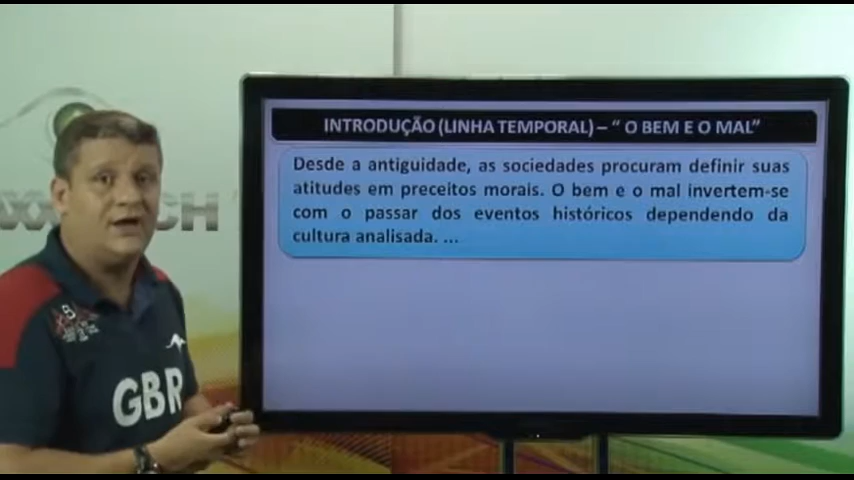 INTRODUÇÃO(LINHA TEMPORAL) – “ O BEM E O MAL”
Desde a antiguidade, as sociedades procuram definir suas
atitudes em preceitos morais. O bem e o mal invertem-se
com o passar dos eventos históricos dependendo da
cultura analisada. ...
GBR